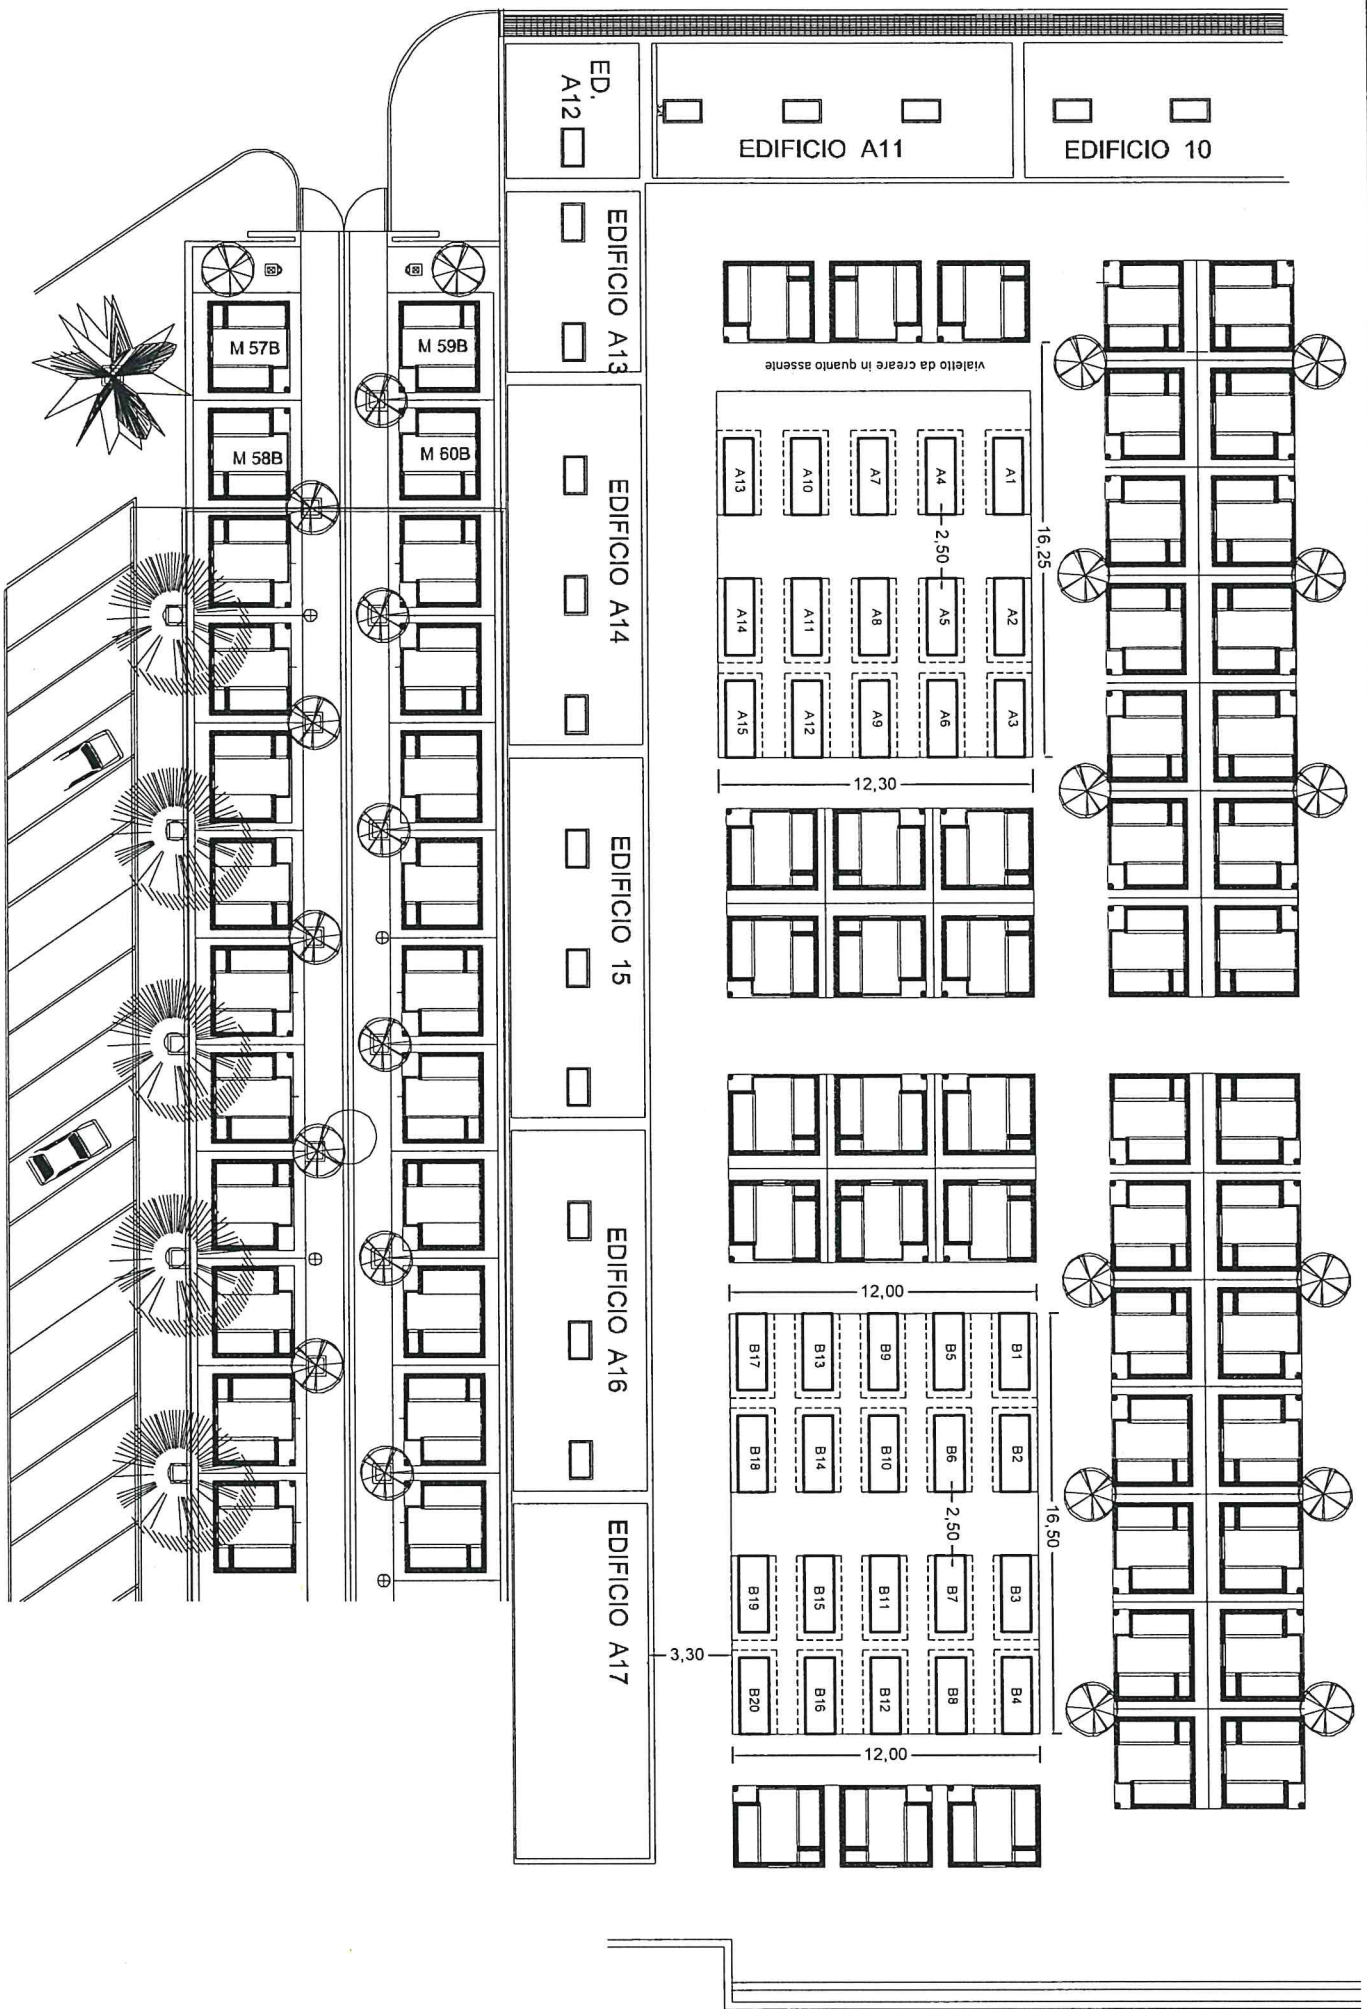 ED.
A12
EDIFICIO A11
EDIFICIO 10
EDIFICIO A13
M 57B
M 59B
vialetto da creare in quanto assente
M 58B
M 60B
EDIFICIO A14
A13
A10
A7
A4
A1
2,50
16,25
A14
A11
A8
A5
A2
A15
A12
A9
A6
A3
12,30
EDIFICIO 15
EDIFICIO A16
12,00
B17
B13
B9
B5
B1
B18
B14
B10
B6
B2
2,50
16,50
EDIFICIO A17
B19
B15
B11
B7
B3
3,30
B20
B16
B12
B8
B4
12,00